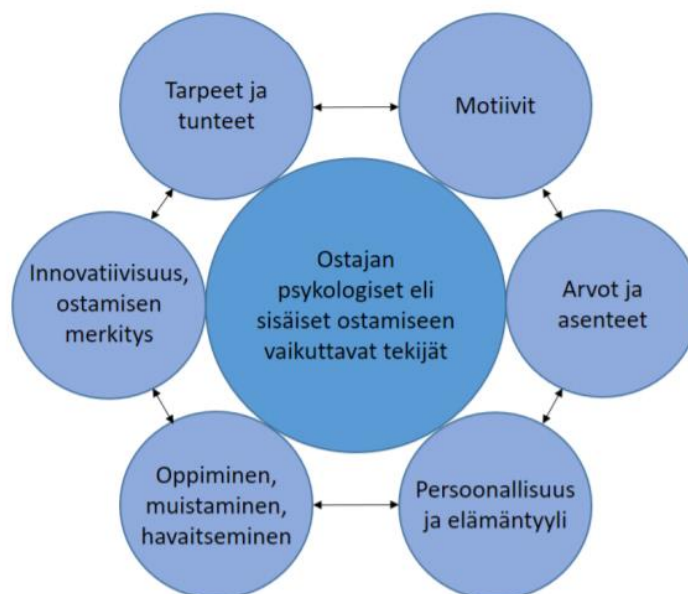 Tarpeet ja
tunteet
Motiivit
Innovatiivisuus,
ostamisen
merkitys
Ostajan
psykologiset eli
sisäiset ostamiseen
vaikuttavat tekijät
Arvot ja
asenteet
Oppiminen,
muistaminen,
havaitseminen
Persoonallisuus
ja elämäntyyli